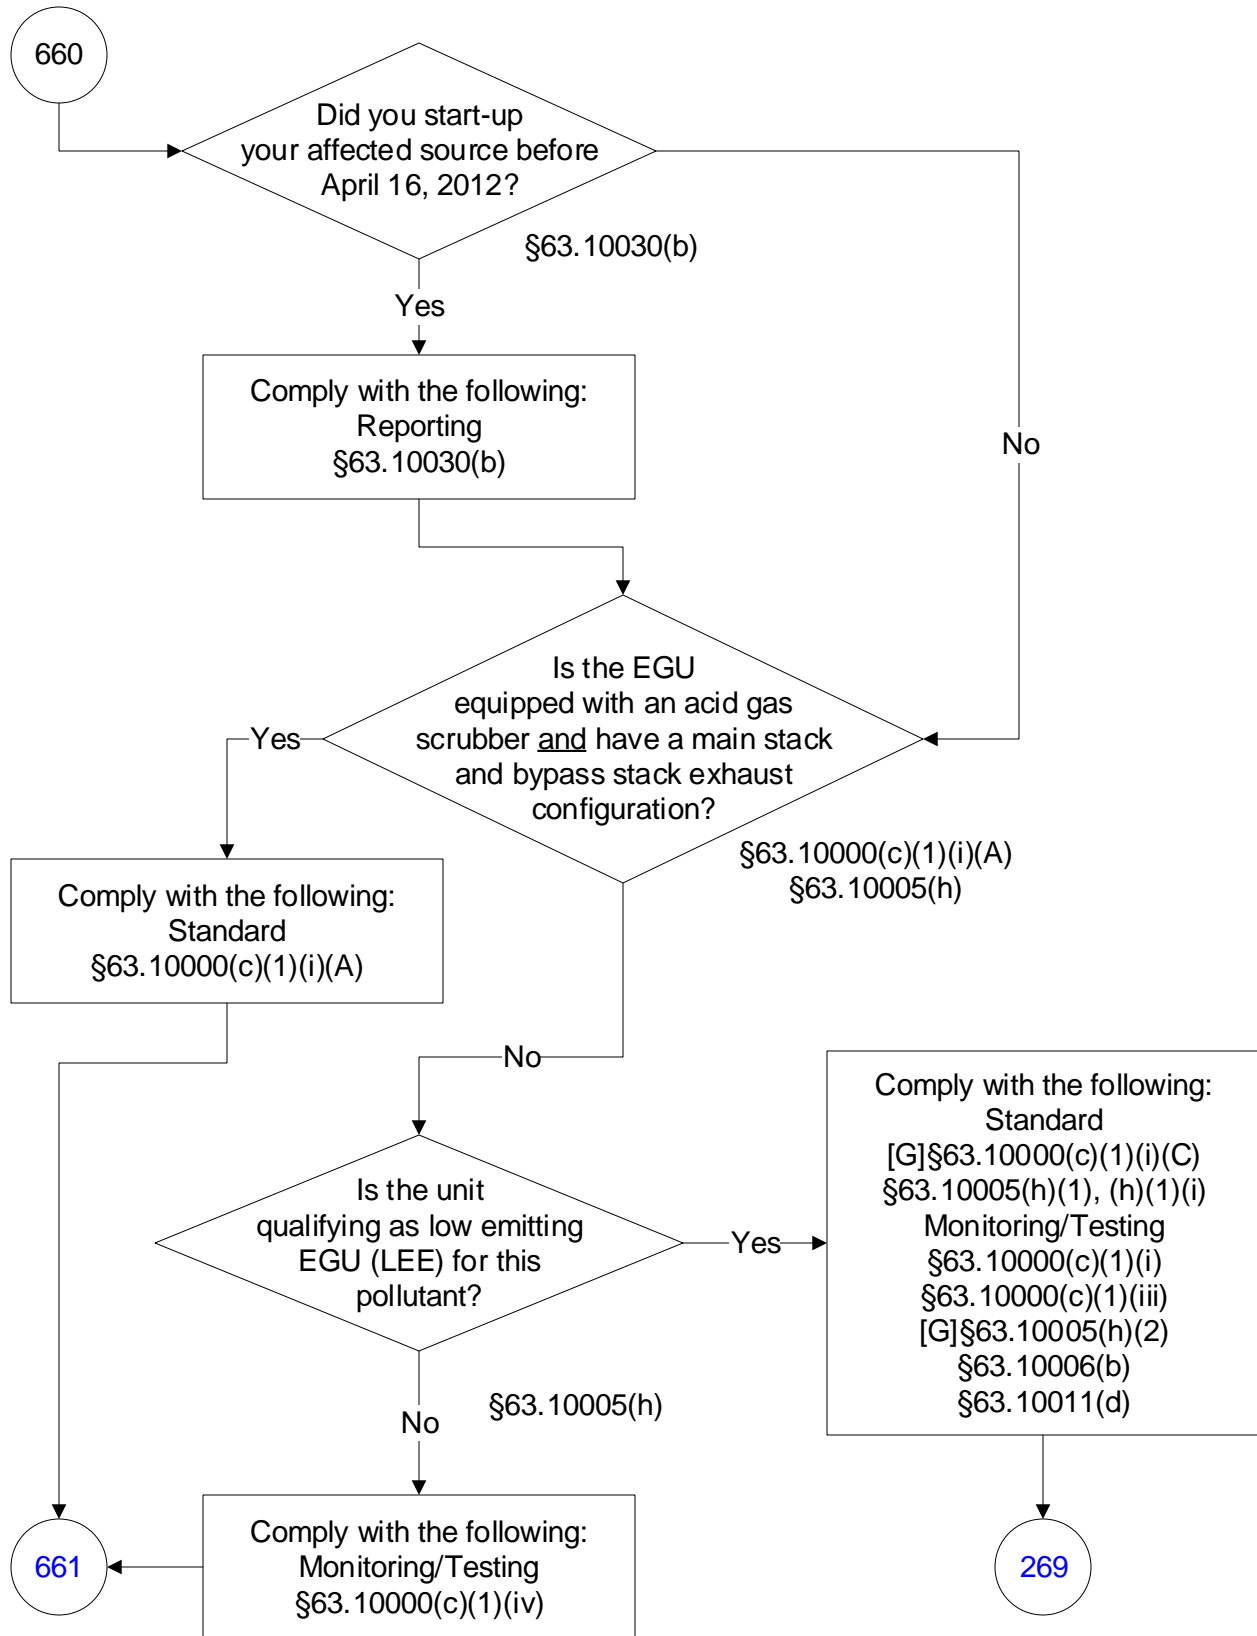 660
Did you start-up
your affected source before
April 16, 2012?
§63.10030(b)
Yes
Comply with the following:
Reporting
§63.10030(b)
No
Is the EGU
equipped with an acid gas
scrubber and have a main stack
and bypass stack exhaust
configuration?
Yes
§63.10000(c)(1)(i)(A)
§63.10005(h)
Comply with the following:
Standard
§63.10000(c)(1)(i)(A)
No
Is the unit
qualifying as low emitting
EGU (LEE) for this
pollutant?
Yes
Comply with the following:
Standard
[G]§63.10000(c)(1)(i)(C)
§63.10005(h)(1), (h)(1)(i)
Monitoring/Testing
§63.10000(c)(1)(i)
§63.10000(c)(1)(iii)
[G]§63.10005(h)(2)
§63.10006(b)
§63.10011(d)
§63.10005(h)
No
Comply with the following:
Monitoring/Testing
§63.10000(c)(1)(iv)
661
269